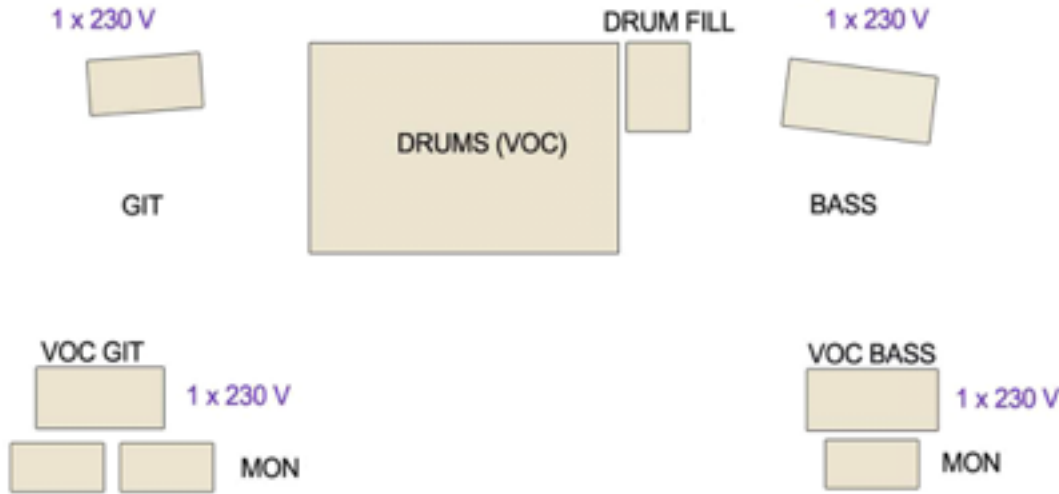 1 x 230 V
DRUM FILL
1 x 230 V
DRUMS (VOC)
GIT
BASS
VOC GIT
VOC BASS
1 x 230 V
1 x 230 V
MON
MON